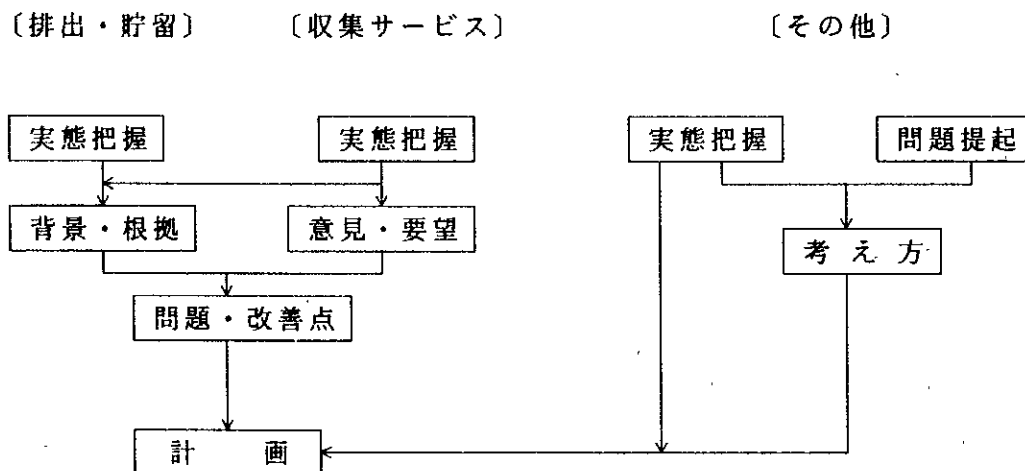 〔排出・貯留〕 〔収集サービス〕 〔その他〕
実態把握 実態把握 実態把握 問題提起
背景・根拠 意見・要望 考え方
問題・改善点
計画